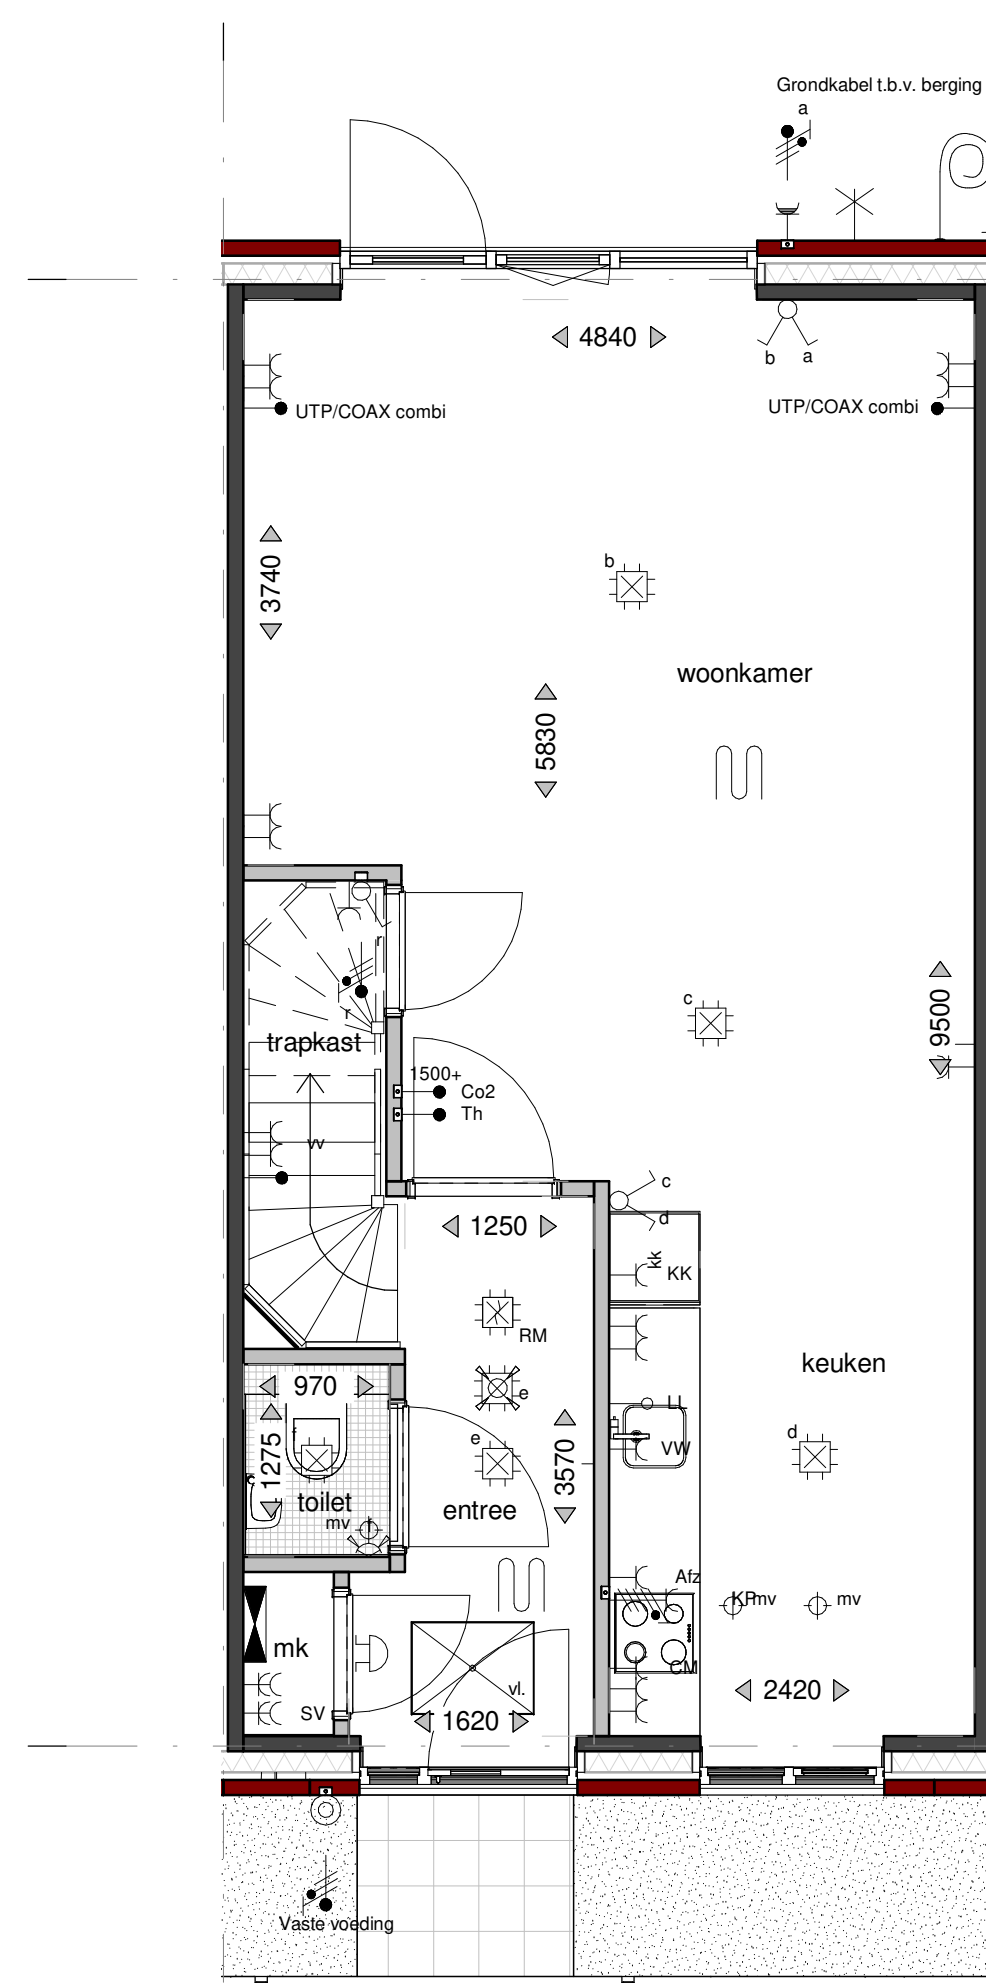 Grondkabel t.b.v. berging
a
4840
b
a
UTP/COAX combi
UTP/COAX combi
3740
b
woonkamer
5830
r
c
9500
r
trapkast
1500+
Co2
Th
vv
c
d
1250
kk
KK
RM
keuken
970
e
LL
1275
f
e
3570
VW
d
toilet
entree
mv
f
Afz
KP
mv
mv
mk
CM
vl.
2420
SV
1620
Vaste voeding